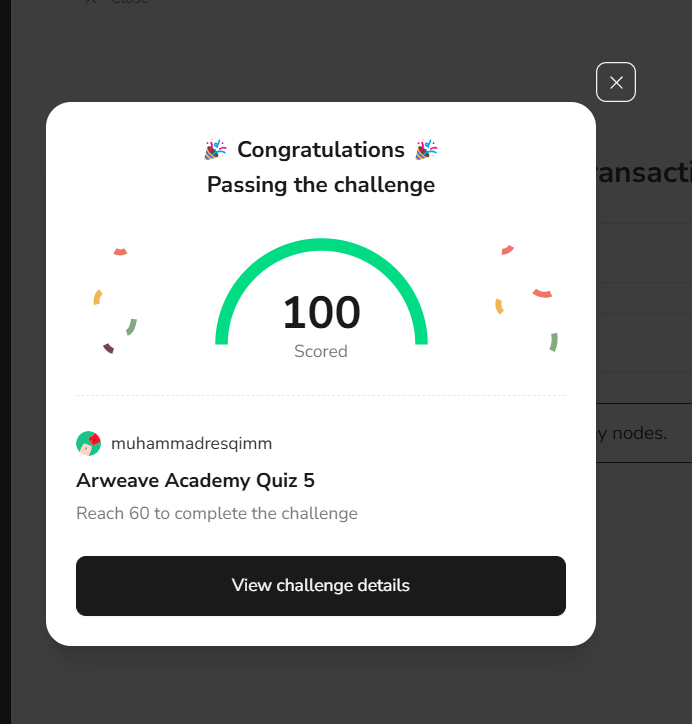 Close
🎉 Congratulations 🎉
Passing the challenge
100
Scored
muhammadresqimm
Arweave Academy Quiz 5
Reach 60 to complete the challenge
View challenge details
nodes.